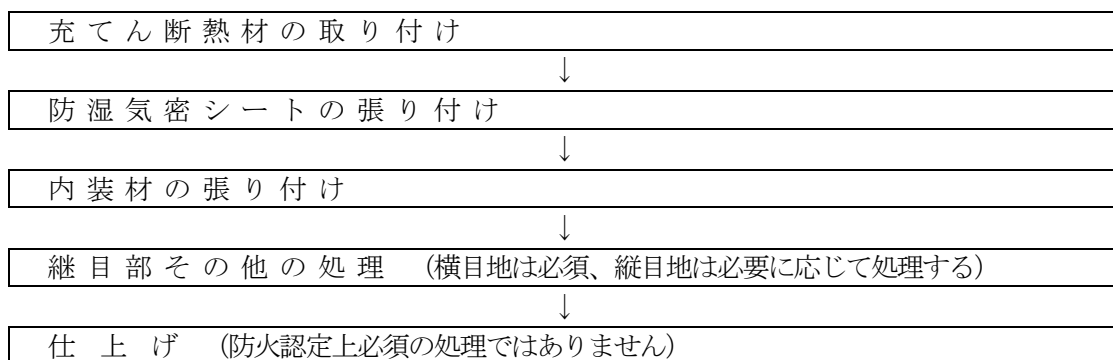 充てん断熱材の取り付け
↓
防湿気密シートの張り付け
↓
内装材の張り付け
↓
継目部その他の処理 （横目地は必須、縦目地は必要に応じて処理する）
↓
仕上げ （防火認定上必須の処理ではありません）